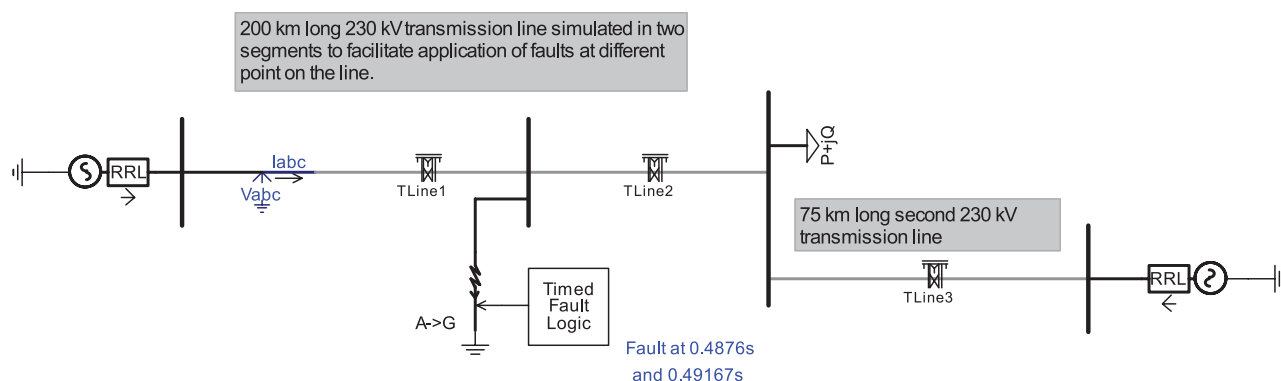 200 km long 230 kV transmission line simulated in two
segments to facilitate application of faults at different
point on the line.
RRL
Iabc
Vabc
TLine1
TLine2
P+jQ
75 km long second 230 kV
transmission line
TLine3
RRL
A->G
Timed
Fault
Logic
Fault at 0.4876s
and 0.49167s